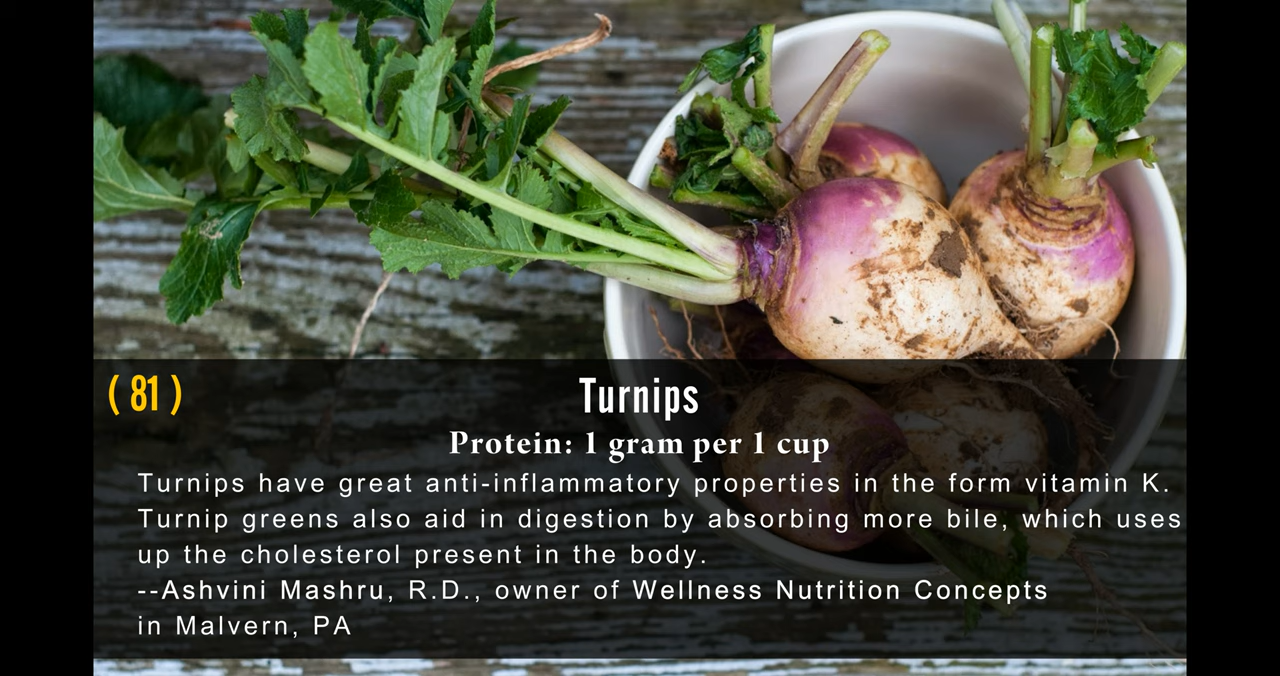 ( 81 )
Turnips
Protein: 1 gram per 1 cup
Turnips have great anti-inflammatory properties in the form vitamin K.
Turnip greens also aid in digestion by absorbing more bile, which uses
up the cholesterol present in the body.
--Ashvini Mashru, R.D., owner of Wellness Nutrition Concepts
in Malvern, PA